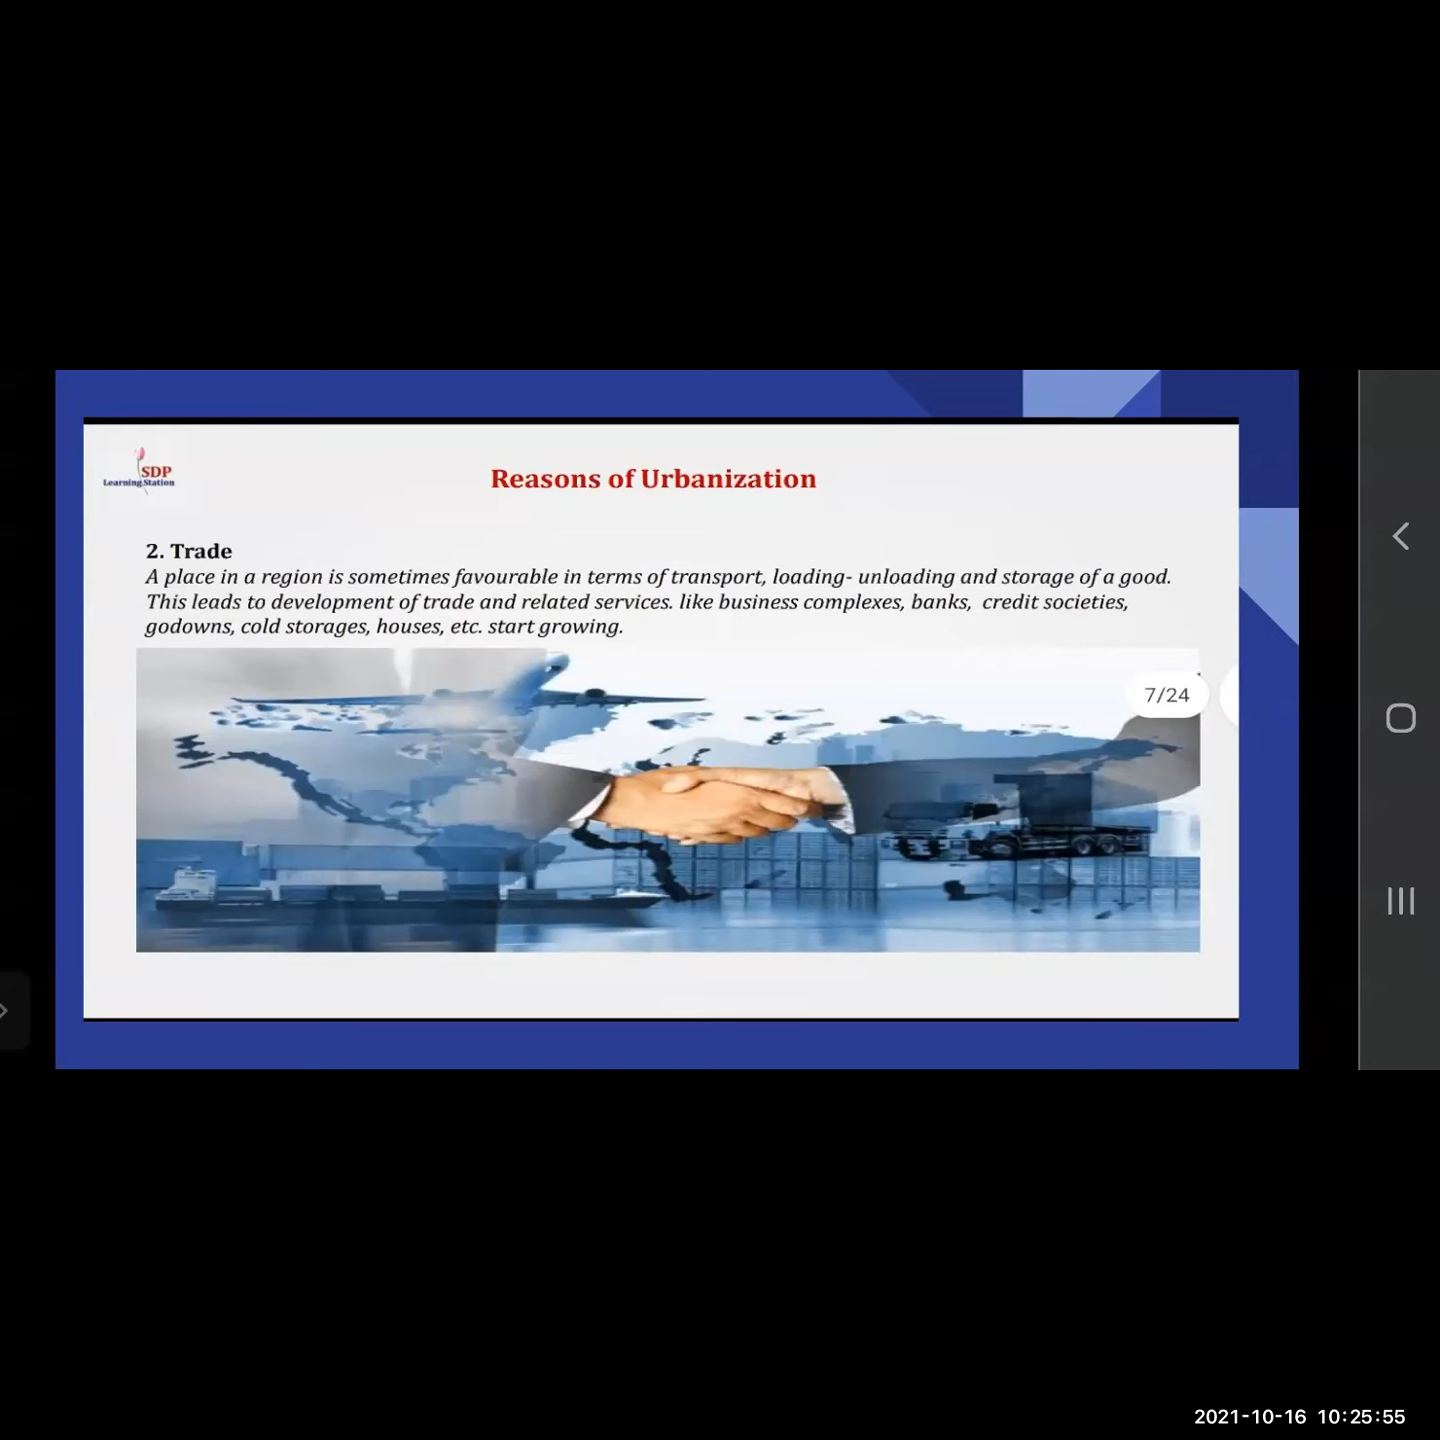 SDP
Learning Station
Reasons of Urbanization
2. Trade
A place in a region is sometimes favourable in terms of transport, loading- unloading and storage of a good.
This leads to development of trade and related services. like business complexes, banks, credit societies,
godowns, cold storages, houses, etc. start growing.
7/24
2021-10-16 10:25:55